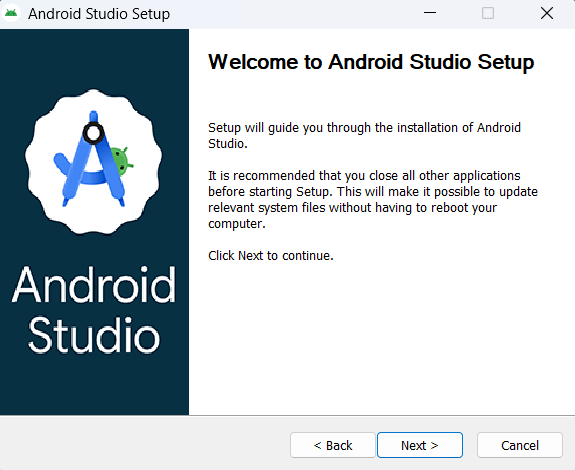 Android Studio Setup
Welcome to Android Studio Setup
Setup will guide you through the installation of Android
Studio.
It is recommended that you close all other applications
before starting Setup. This will make it possible to update
relevant system files without having to reboot your
computer.
Click Next to continue.
Android
Studio
< Back
Next >
Cancel